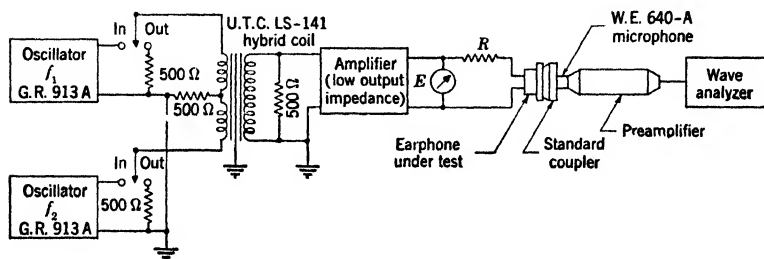 In
Out
Oscillator
f₁
G.R. 913 A
500 Ω
500 Ω
U.T.C. LS-141
hybrid coil
500 Ω
Amplifier
(low output
impedance)
E
R
W.E. 640-A
microphone
Wave
analyzer
Preamplifier
Earphone
under test
Standard
coupler
In
Out
Oscillator
f₂
G.R. 913 A
500 Ω